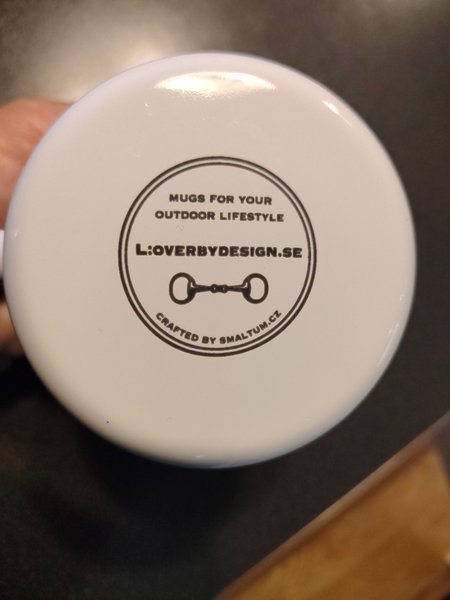 MUGS FOR YOUR
OUTDOOR LIFESTYLE
L:OVERBYDESIGN.SE
CRAFTED BY SMALTUM.CZ